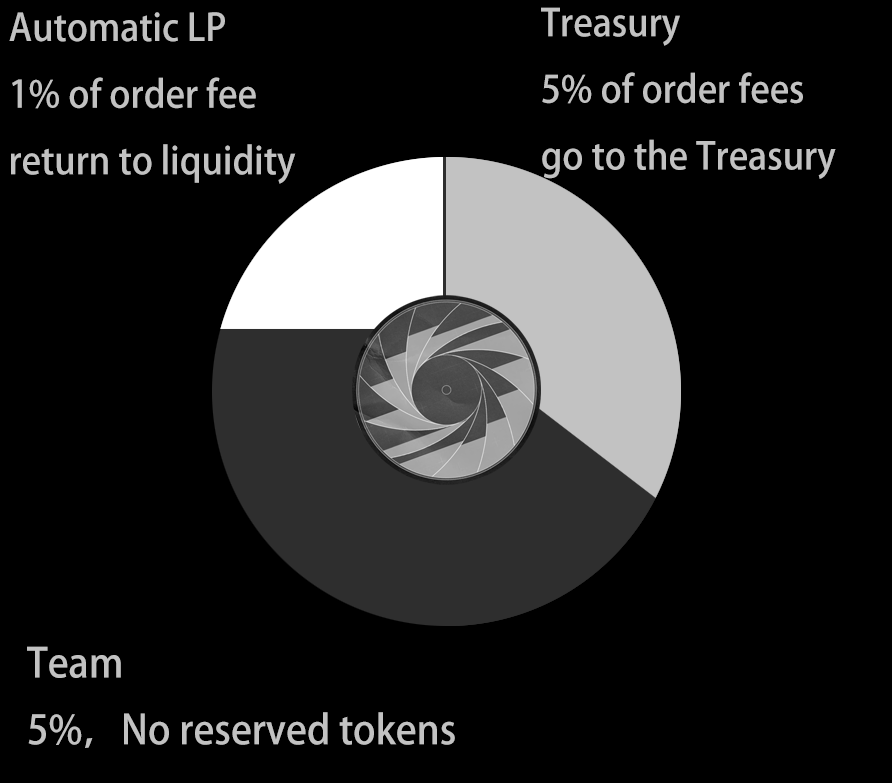 Automatic LP
1% of order fee
return to liquidity
Treasury
5% of order fees
go to the Treasury
Team
5%, No reserved tokens